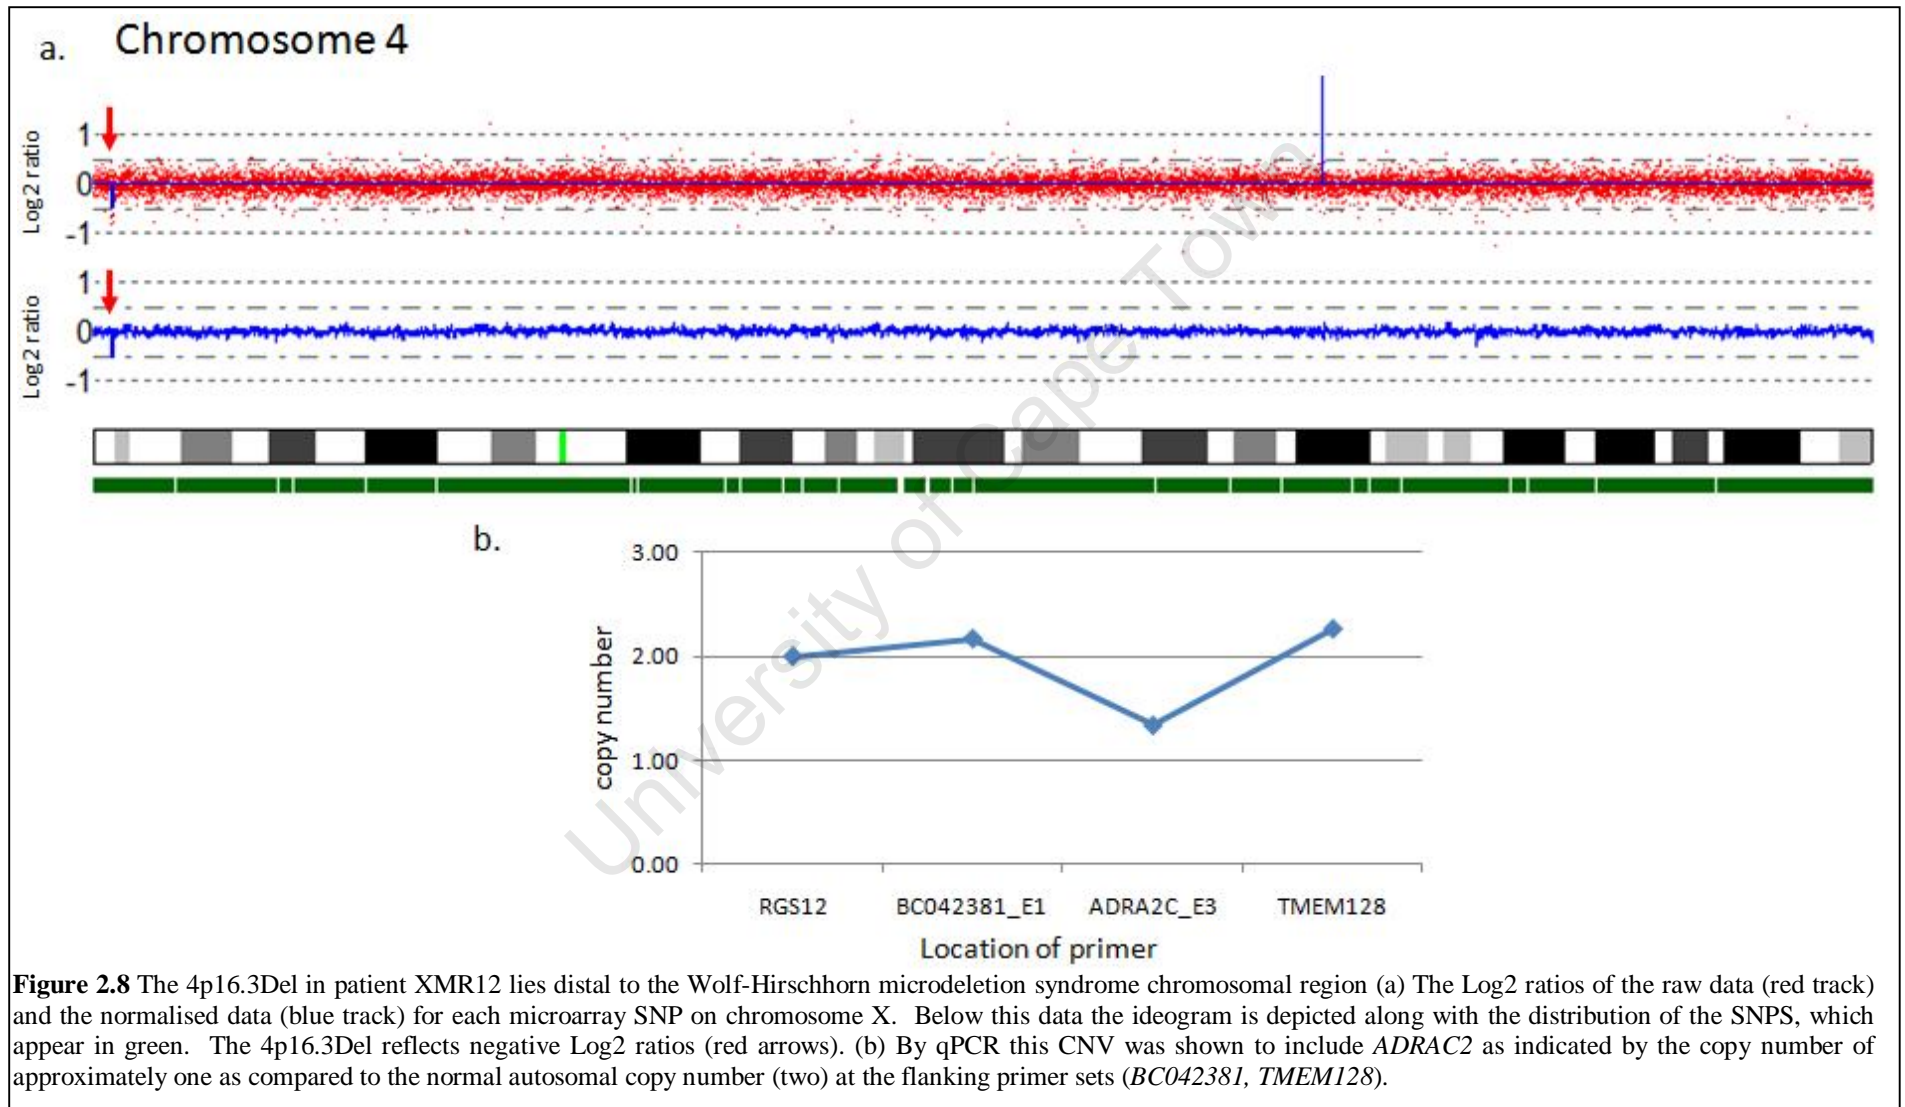 a. Chromosome 4
Log2 ratio
1
0
-1
Log2 ratio
1
0
-1
b.
copy number
3.00
2.00
1.00
0.00
RGS12 BC042381_E1 ADRA2C_E3 TMEM128
Location of primer
University of Cape Town
Figure 2.8 The 4p16.3Del in patient XMR12 lies distal to the Wolf-Hirschhorn microdeletion syndrome chromosomal region (a) The Log2 ratios of the raw data (red track)
and the normalised data (blue track) for each microarray SNP on chromosome X. Below this data the ideogram is depicted along with the distribution of the SNPS, which
appear in green. The 4p16.3Del reflects negative Log2 ratios (red arrows). (b) By qPCR this CNV was shown to include ADRAC2 as indicated by the copy number of
approximately one as compared to the normal autosomal copy number (two) at the flanking primer sets (BC042381, TMEM128).